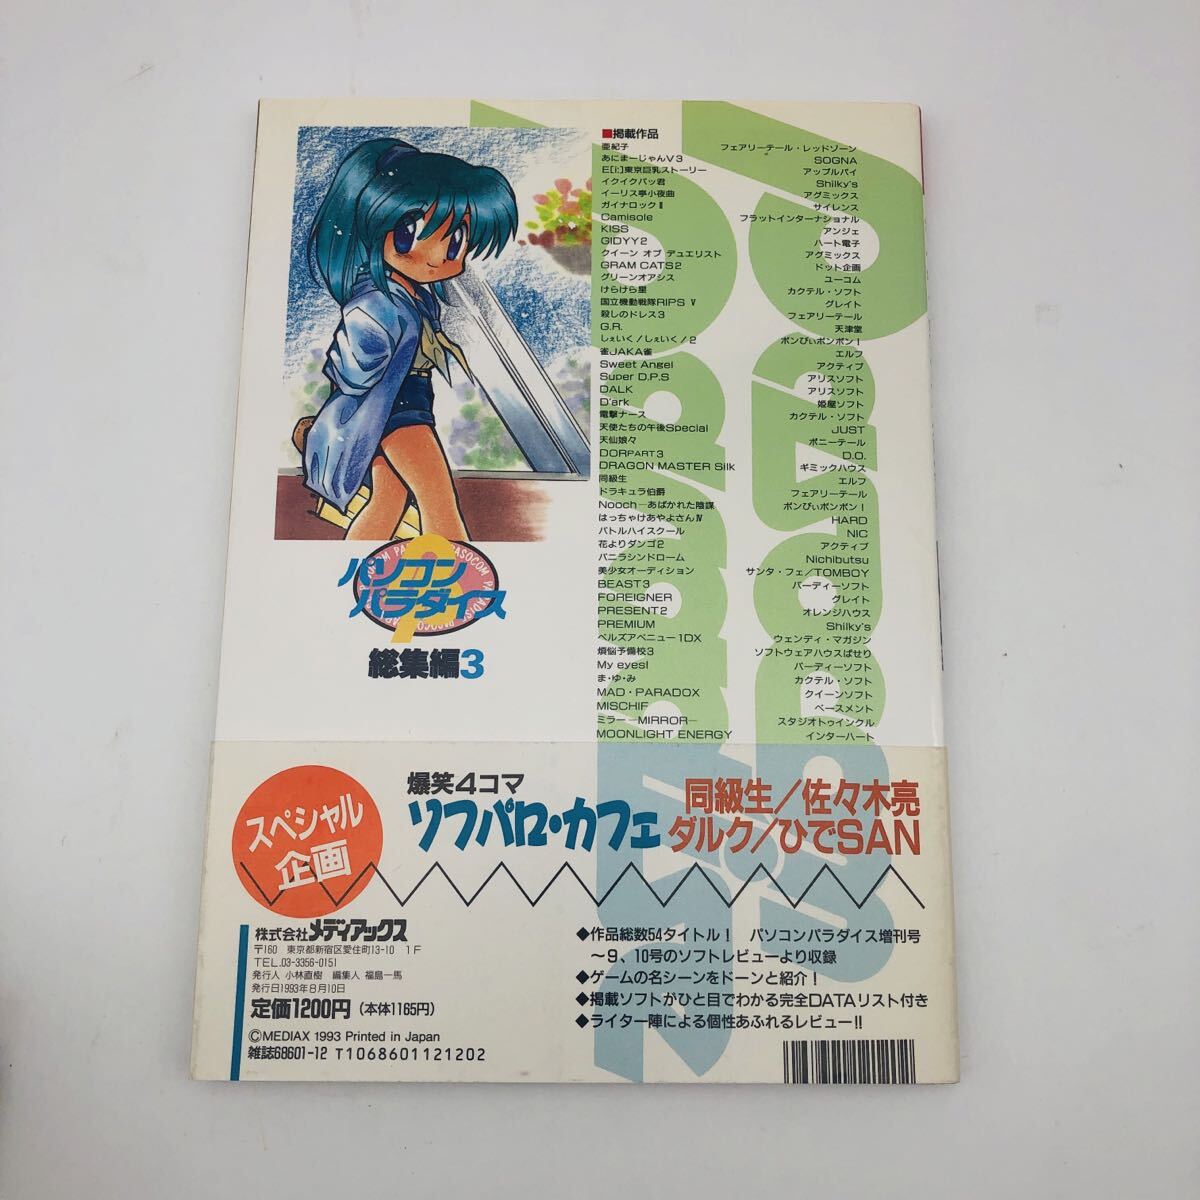 ■掲載作品
亜紀子 フェアリーテール・レッドゾーン
あにまーじゃんV3 SOGNA
E[i:]東京巨乳ストーリー アップルパイ
イクイクパッ君 Shilky's
イーリス亭小夜曲 アグミックス
ガイナロックⅡ サイレンス
Camisole フラットインターナショナル
KISS アンジェ
GIDYY2 ハート電子
クイーン オブ デュエリスト アグミックス
GRAM CATS2 ドット企画
グリーンオアシス ユーコム
けらけら星 カクテル・ソフト
国立機動戦隊RIPS V グレイト
殺しのドレス3 フェアリーテール
G.R. 天津堂
しぇいく!しぇいく!2 ボンびいボンボン!
雀JAKA雀 エルフ
Sweet Angel アクティブ
Super D.P.S アリスソフト
DALK アリスソフト
D'ark 姫屋ソフト
電撃ナース カクテル・ソフト
天使たちの午後Special JUST
天仙娘々 ポニーテール
DORPART3 D.O.
DRAGON MASTER Silk ギミックハウス
同級生 エルフ
ドラキュラ伯爵 フェアリーテール
Nooch—あばかれた陰謀 ボンびいボンボン!
はっちゃけあやよさんⅣ HARD
バトルハイスクール NIC
花よりダンゴ2 アクティブ
バニラシンドローム Nichibutsu
美少女オーディション サンタ・フェ/TOMBOY
BEAST3 バーディーソフト
FOREIGNER グレイト
PRESENT2 オレンジハウス
PREMIUM Shilky's
ベルズアベニュー1DX ウェンディ・マガジン
煩悩予備校3 ソフトウェアハウスぱせり
My eyes! バーディーソフト
ま・ゆ・み カクテル・ソフト
MAD・PARADOX クイーンソフト
MISCHIF ベースメント
ミラー—MIRROR— スタジオトゥインクル
MOONLIGHT ENERGY インターハート
パソコン
パラダイス
総集編3
スペシャル
企画
爆笑4コマ
ソフパロ・カフェ
同級生/佐々木亮
ダルク/ひでSAN
株式会社メディアックス
〒160 東京都新宿区愛住町13-10 1F
TEL.03-3356-0151
発行人 小林直樹 編集人 福島一馬
発行日1993年8月10日
定価1200円(本体1165円)
©MEDIAX 1993 Printed in Japan
雑誌68601-12 T1068601121202
◆作品総数54タイトル! パソコンパラダイス増刊号
〜9、10号のソフトレビューより収録
◆ゲームの名シーンをドーンと紹介!
◆掲載ソフトがひと目でわかる完全DATAリスト付き
◆ライター陣による個性あふれるレビュー!!